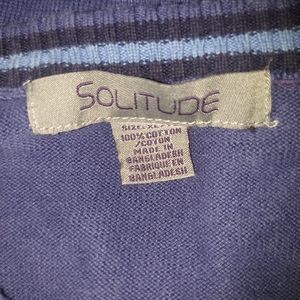 SOLITUDE
SIZE: XL
100% COTTON
/COTON
MADE IN
BANGLADESH
FABRIQUE EN
BANGLADESH